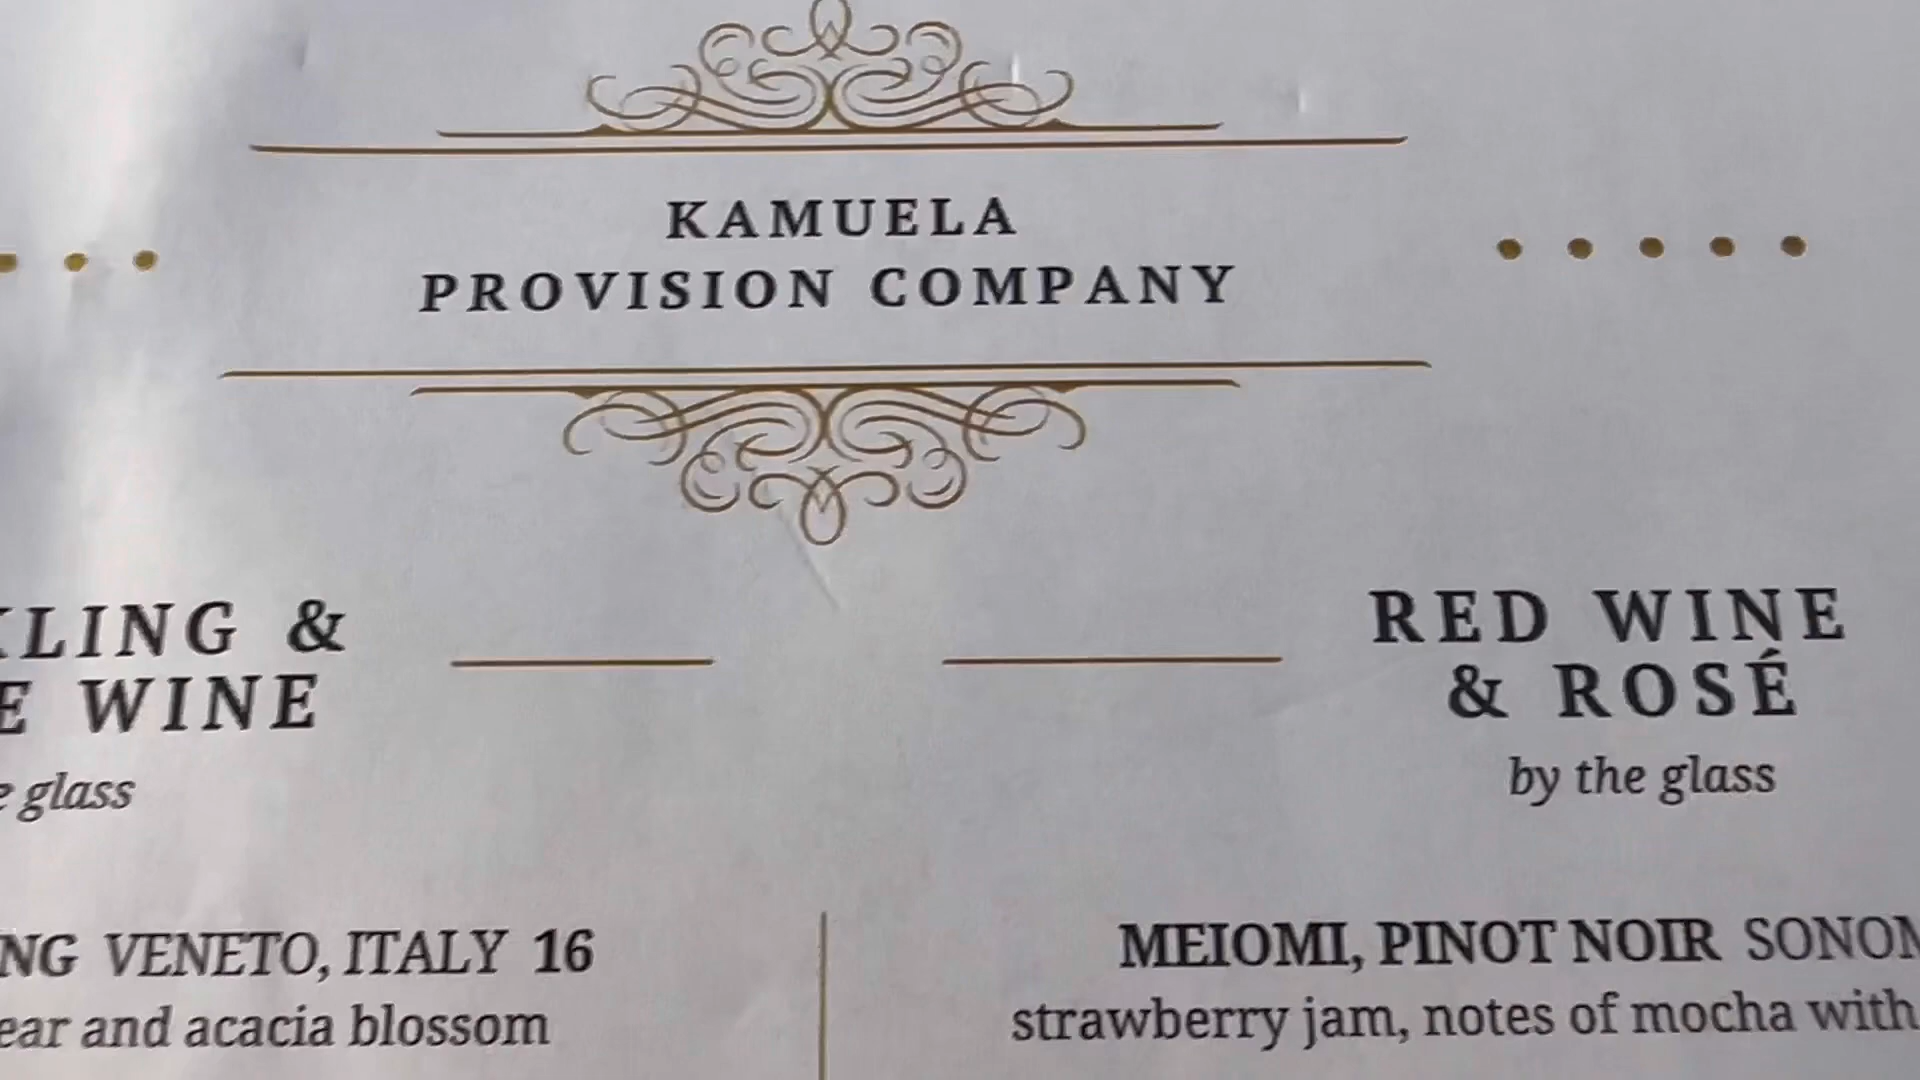 KAMUELA
PROVISION COMPANY
LING &
E WINE
e glass
RED WINE
& ROSÉ
by the glass
NG VENETO, ITALY 16
ear and acacia blossom
MEIOMI, PINOT NOIR SONOM
strawberry jam, notes of mocha with